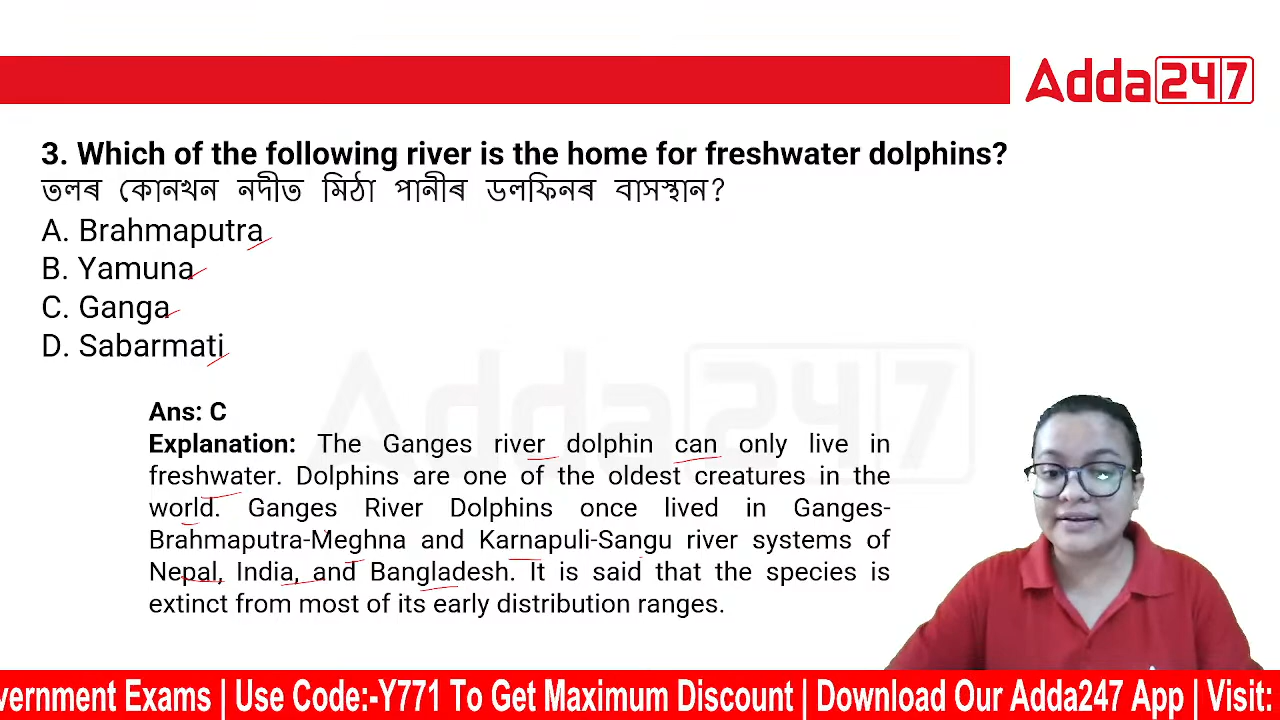 Adda247
3. Which of the following river is the home for freshwater dolphins?
তলৰ কোনখন নদীত মিঠা পানীৰ ডলফিনৰ বাসস্থান?
A. Brahmaputra
B. Yamuna
C. Ganga
D. Sabarmati
Adda247
Ans: C
Explanation: The Ganges river dolphin can only live in
freshwater. Dolphins are one of the oldest creatures in the
world. Ganges River Dolphins once lived in Ganges-
Brahmaputra-Meghna and Karnapuli-Sangu river systems of
Nepal, India, and Bangladesh. It is said that the species is
extinct from most of its early distribution ranges.
vernment Exams | Use Code:-Y771 To Get Maximum Discount | Download Our Adda247 App | Visit: